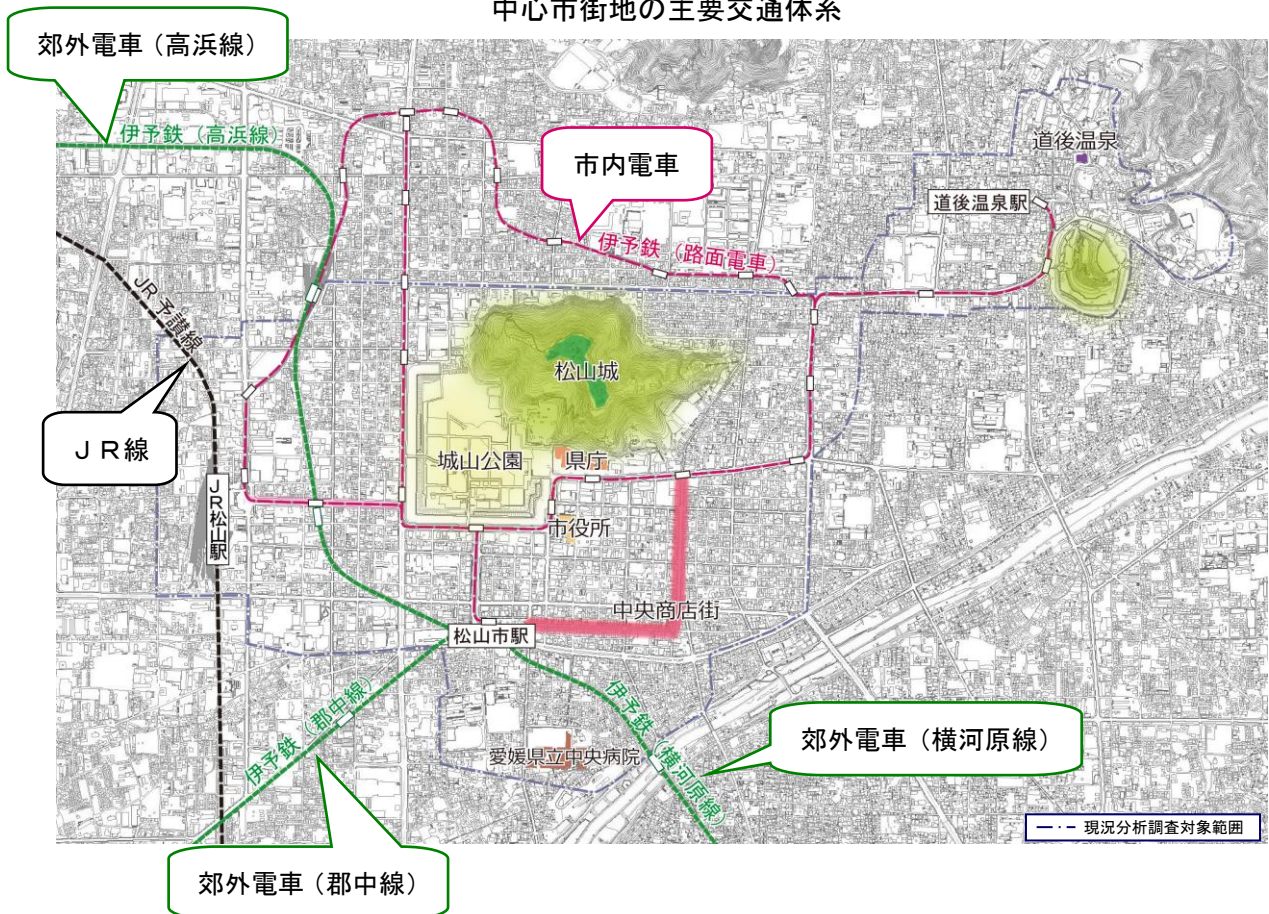 中心市街地の主要交通体系
郊外電車（高浜線）
伊予鉄（高浜線）
市内電車
道後温泉
道後温泉駅
伊予鉄（路面電車）
JR予讃線
松山城
ＪＲ線
城山公園
県庁
JR松山駅
市役所
中央商店街
松山市駅
伊予鉄（郡中線）
伊予鉄（横河原線）
郊外電車（横河原線）
愛媛県立中央病院
現況分析調査対象範囲
郊外電車（郡中線）